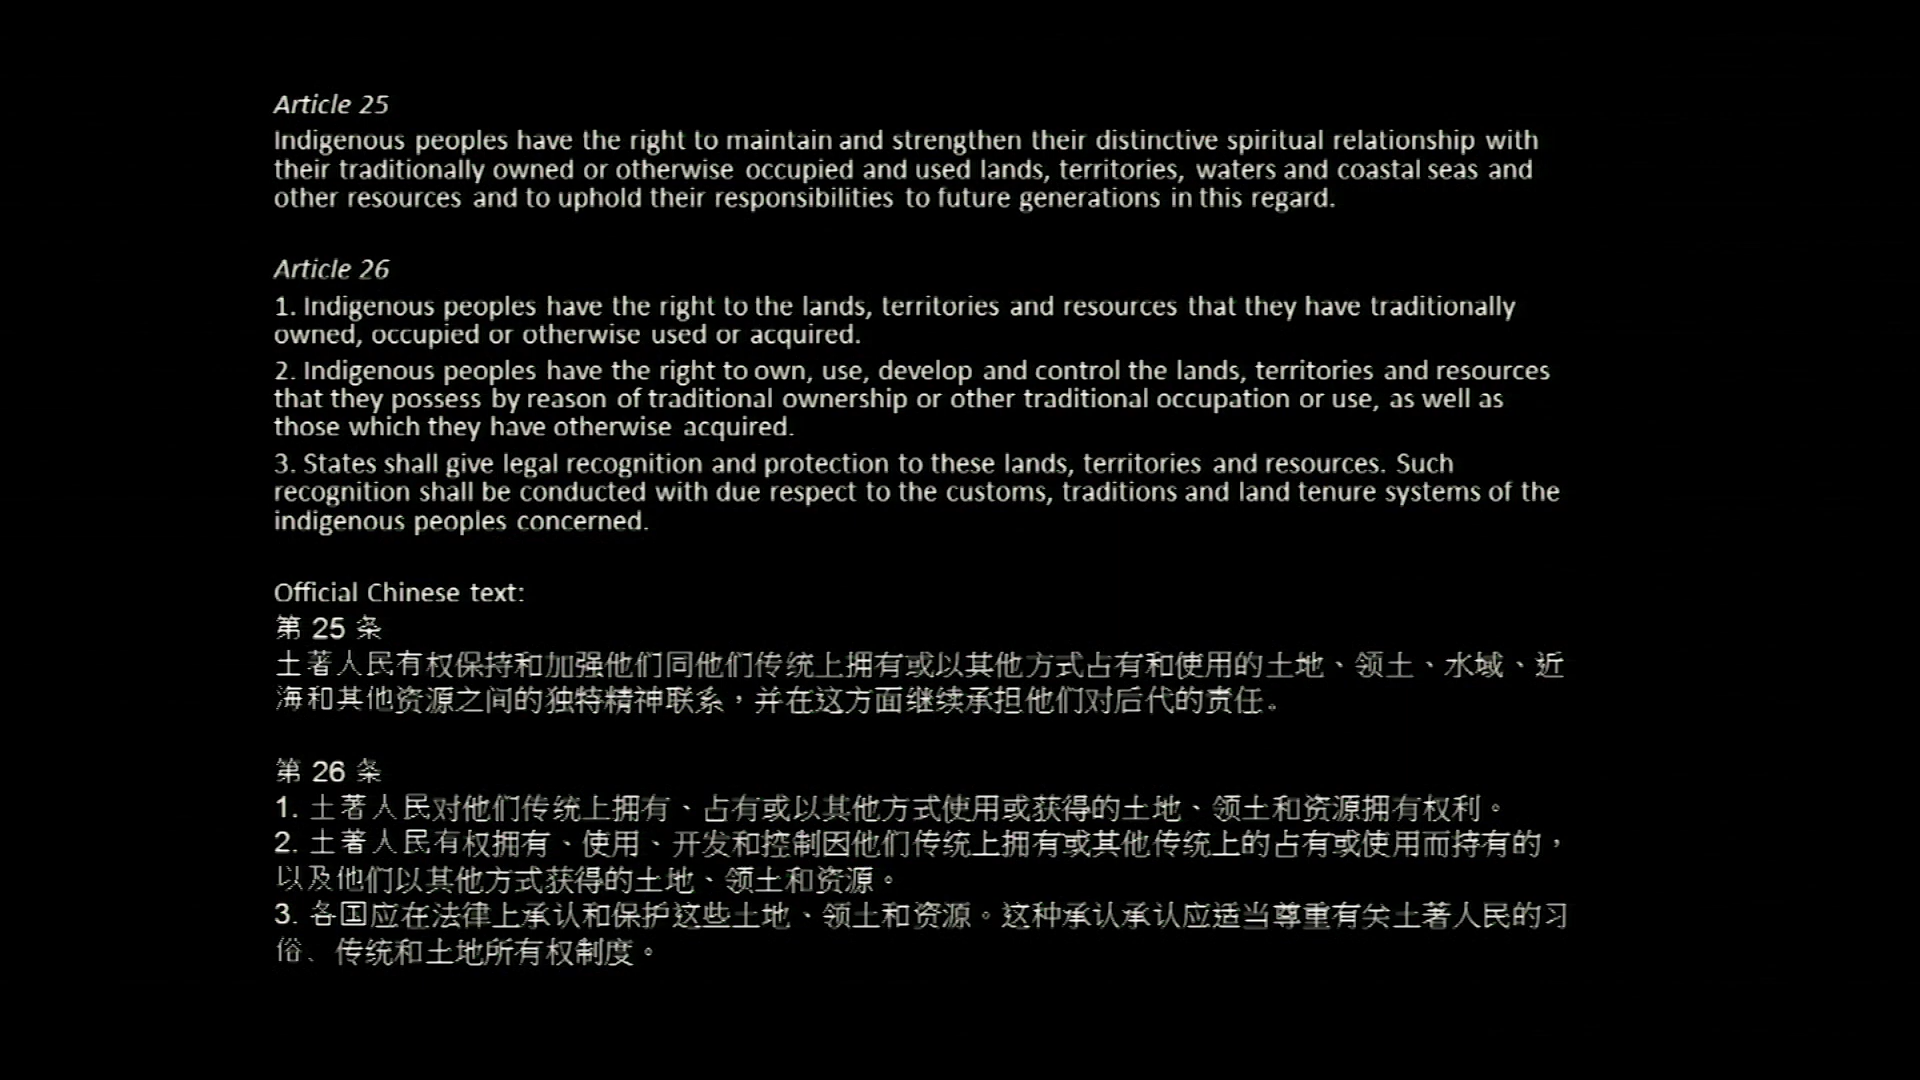 Article 25
Indigenous peoples have the right to maintain and strengthen their distinctive spiritual relationship with
their traditionally owned or otherwise occupied and used lands, territories, waters and coastal seas and
other resources and to uphold their responsibilities to future generations in this regard.
Article 26
1. Indigenous peoples have the right to the lands, territories and resources that they have traditionally
owned, occupied or otherwise used or acquired.
2. Indigenous peoples have the right to own, use, develop and control the lands, territories and resources
that they possess by reason of traditional ownership or other traditional occupation or use, as well as
those which they have otherwise acquired.
3. States shall give legal recognition and protection to these lands, territories and resources. Such
recognition shall be conducted with due respect to the customs, traditions and land tenure systems of the
indigenous peoples concerned.
Official Chinese text:
第 25 条
土著人民有权保持和加强他们同他们传统上拥有或以其他方式占有和使用的土地、领土、水域、近
海和其他资源之间的独特精神联系，并在这方面继续承担他们对后代的责任。
第 26 条
1. 土著人民对他们传统上拥有、占有或以其他方式使用或获得的土地、领土和资源拥有权利。
2. 土著人民有权拥有、使用、开发和控制因他们传统上拥有或其他传统上的占有或使用而持有的，
以及他们以其他方式获得的土地、领土和资源。
3. 各国应在法律上承认和保护这些土地、领土和资源。这种承认承认应适当尊重有关土著人民的习
俗、传统和土地所有权制度。